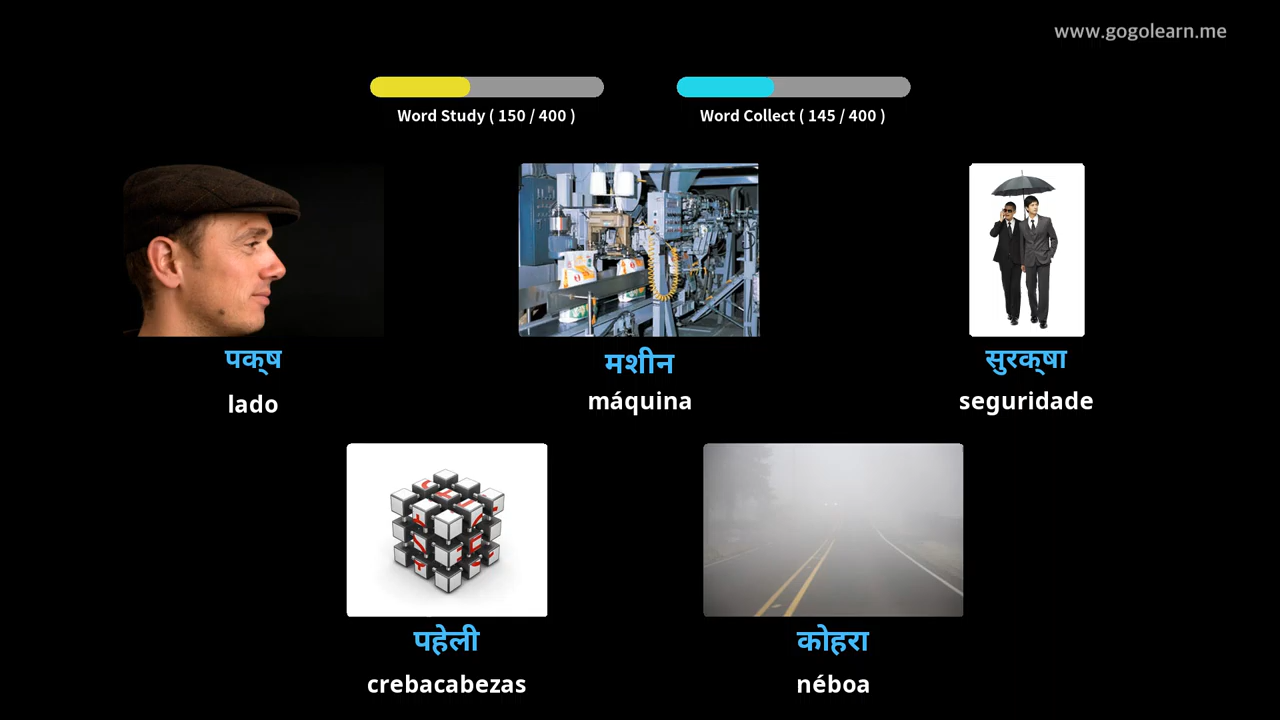 www.gogolearn.me
Word Study ( 150 / 400 )
Word Collect ( 145 / 400 )
पक्ष
मशीन
सुरक्षा
lado
máquina
seguridade
पहेली
कोहरा
crebacabezas
néboa